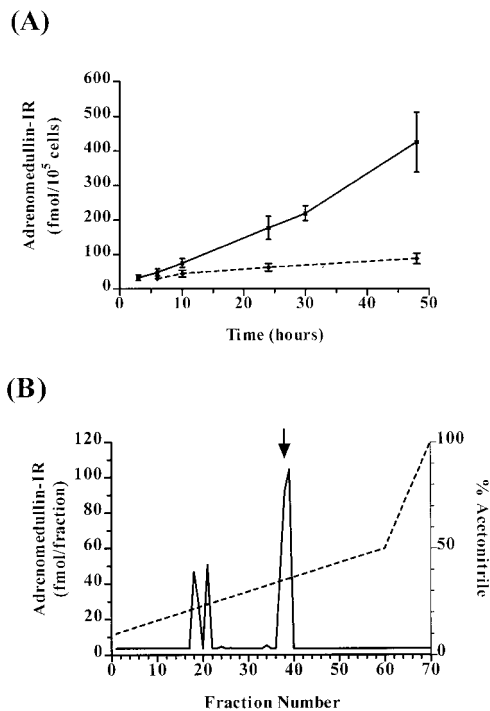 (A)
Adrenomedullin-IR
(fmol/10⁵ cells)
600
500
400
300
200
100
0
0 10 20 30 40 50
Time (hours)
(B)
Adrenomedullin-IR
(fmol/fraction)
120
100
80
60
40
20
0
100
50
0
% Acetonitrile
0 10 20 30 40 50 60 70
Fraction Number